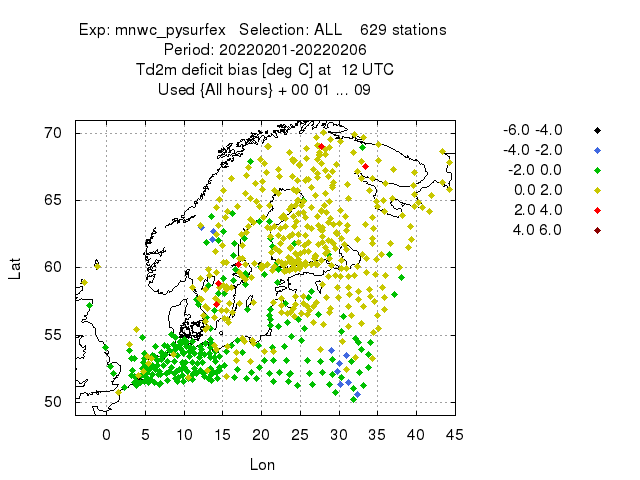 Exp: mnwc_pysurfex   Selection: ALL    629 stations
Period: 20220201-20220206
Td2m deficit bias [deg C] at  12 UTC
Used {All hours} + 00 01 ... 09
-6.0 -4.0
-4.0 -2.0
-2.0 0.0
0.0 2.0
2.0 4.0
4.0 6.0
70
65
60
55
50
Lat
0 5 10 15 20 25 30 35 40 45
Lon